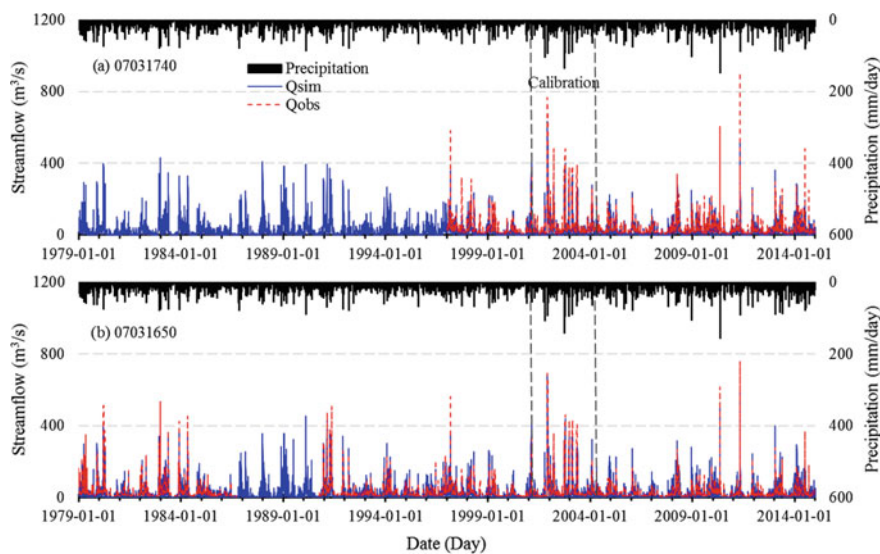 1200 0
(a) 07031740
Precipitation
Qsim
Qobs
Calibration
800 200
400 400
0 600
Streamflow (m³/s)
Precipitation (mm/day)
1979-01-01 1984-01-01 1989-01-01 1994-01-01 1999-01-01 2004-01-01 2009-01-01 2014-01-01
1200 0
(b) 07031650
800 200
400 400
0 600
Streamflow (m³/s)
Precipitation (mm/day)
1979-01-01 1984-01-01 1989-01-01 1994-01-01 1999-01-01 2004-01-01 2009-01-01 2014-01-01
Date (Day)